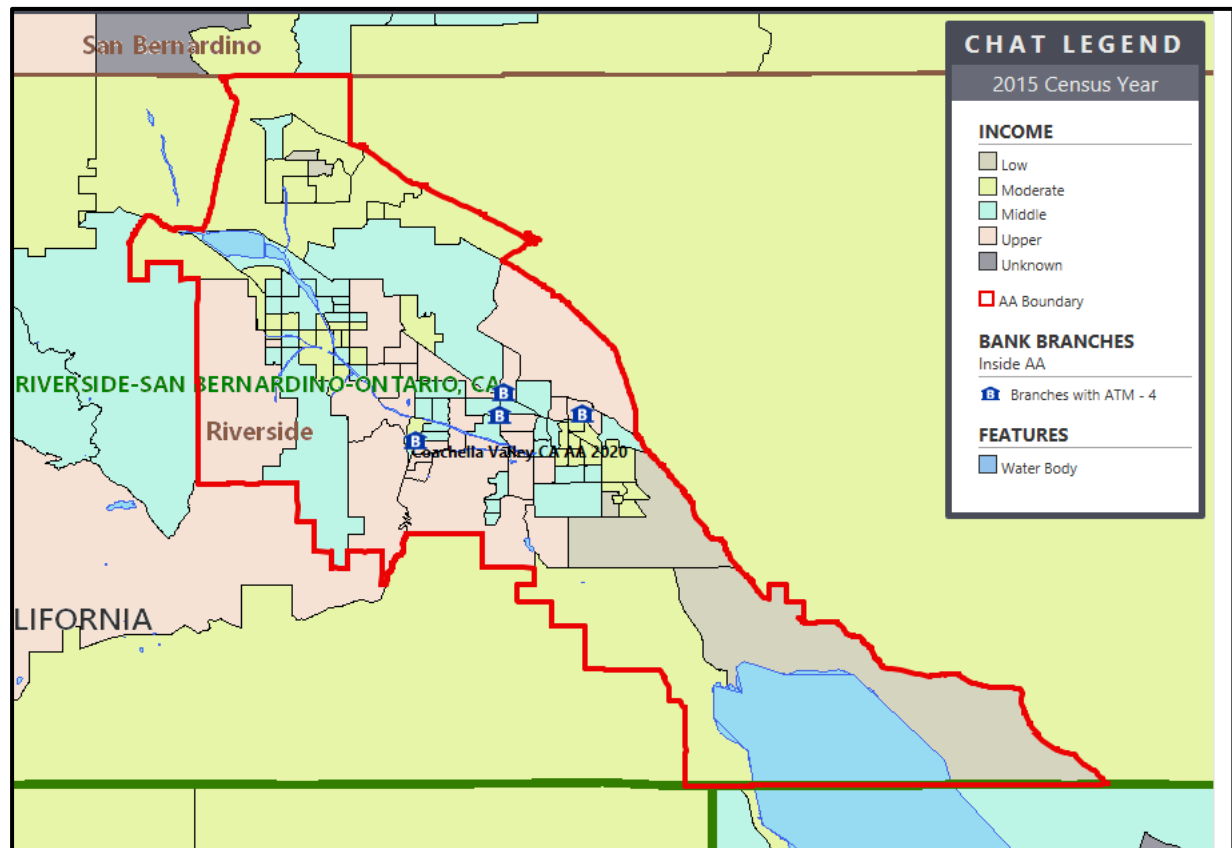 San Bernardino
RIVERSIDE-SAN BERNARDINO-ONTARIO, CA
Riverside
Coachella Valley CA AA 2020
LIFORNIA
B
B
B
B
CHAT LEGEND
2015 Census Year
INCOME
Low
Moderate
Middle
Upper
Unknown
AA Boundary
BANK BRANCHES
Inside AA
B Branches with ATM - 4
FEATURES
Water Body